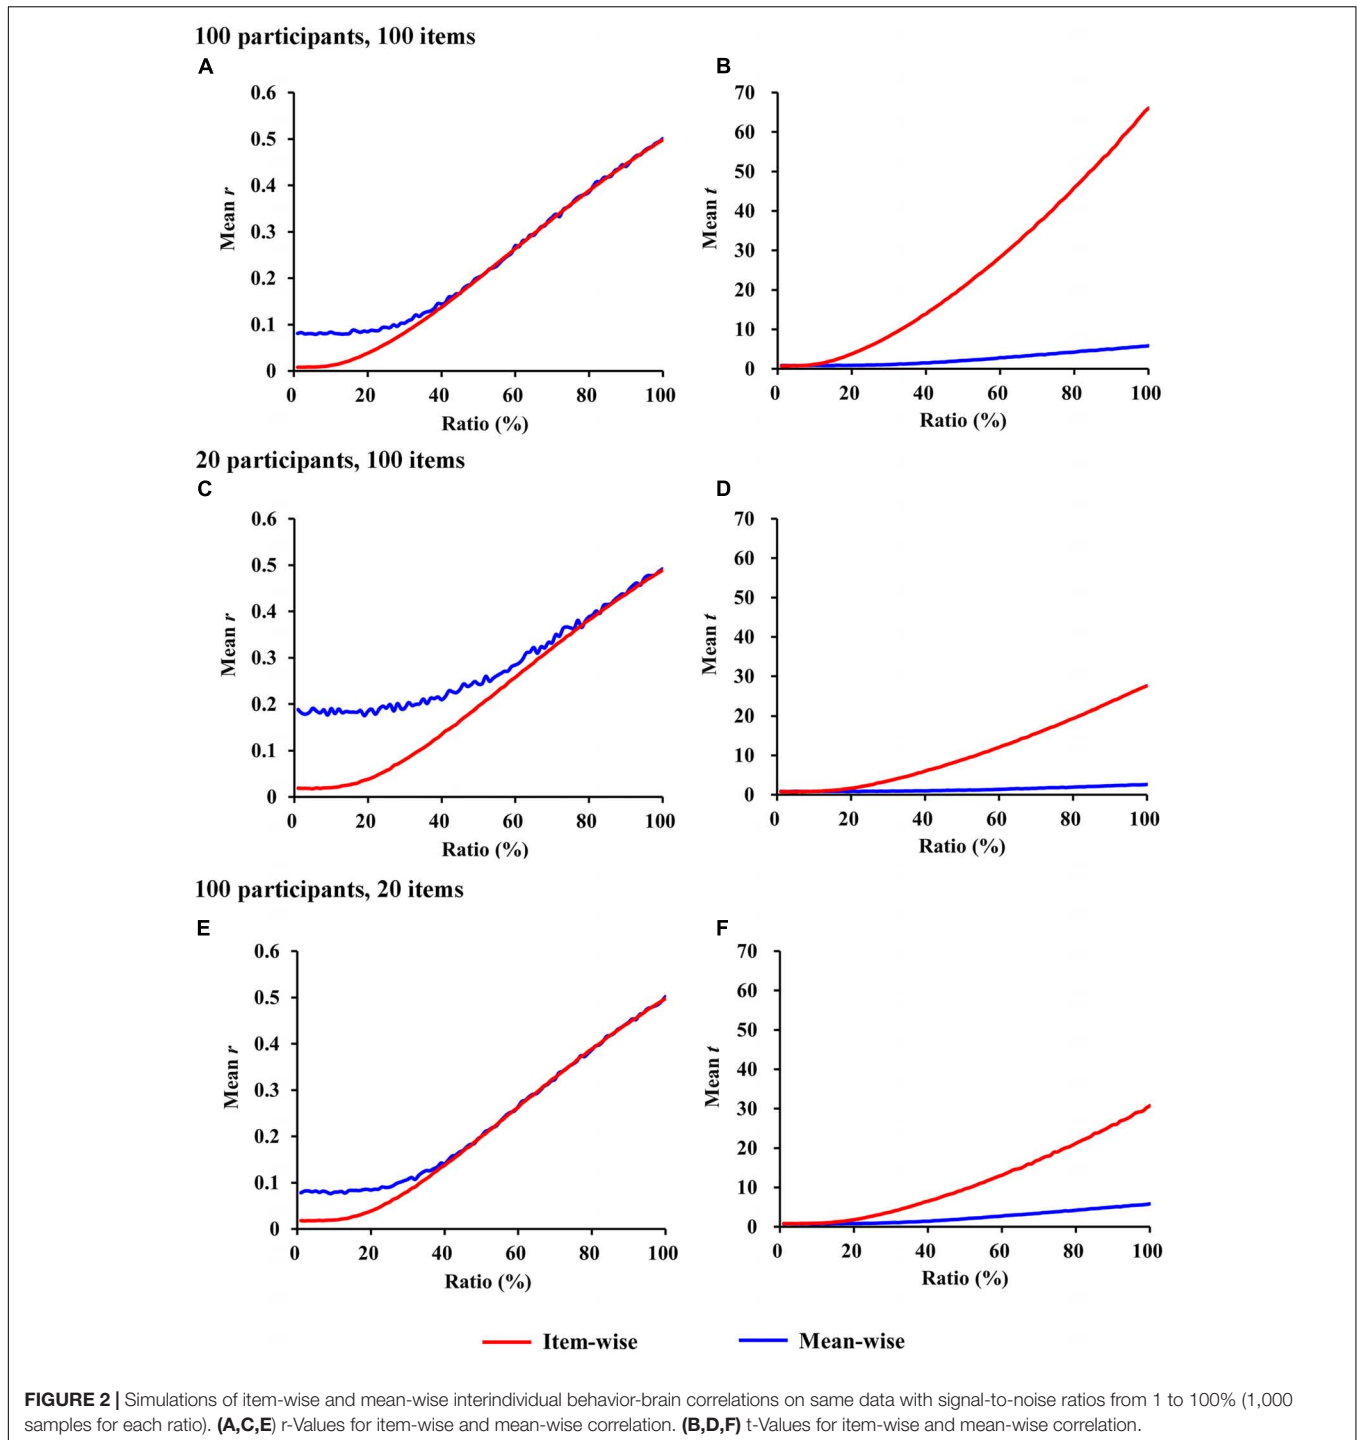 100 participants, 100 items
A
0.6
0.5
0.4
0.3
0.2
0.1
0
Mean r
0 20 40 60 80 100
Ratio (%)
B
70
60
50
40
30
20
10
0
Mean t
0 20 40 60 80 100
Ratio (%)
20 participants, 100 items
C
0.6
0.5
0.4
0.3
0.2
0.1
0
Mean r
0 20 40 60 80 100
Ratio (%)
D
70
60
50
40
30
20
10
0
Mean t
0 20 40 60 80 100
Ratio (%)
100 participants, 20 items
E
0.6
0.5
0.4
0.3
0.2
0.1
0
Mean r
0 20 40 60 80 100
Ratio (%)
F
70
60
50
40
30
20
10
0
Mean t
0 20 40 60 80 100
Ratio (%)
Item-wise
Mean-wise
FIGURE 2 | Simulations of item-wise and mean-wise interindividual behavior-brain correlations on same data with signal-to-noise ratios from 1 to 100% (1,000
samples for each ratio). (A,C,E) r-Values for item-wise and mean-wise correlation. (B,D,F) t-Values for item-wise and mean-wise correlation.